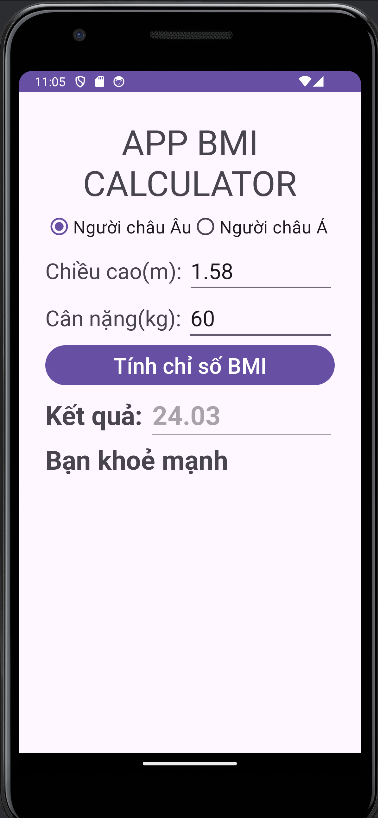 11:05
APP BMI
CALCULATOR
Người châu Âu Người châu Á
Chiều cao(m): 1.58
Cân nặng(kg): 60
Tính chỉ số BMI
Kết quả: 24.03
Bạn khoẻ mạnh